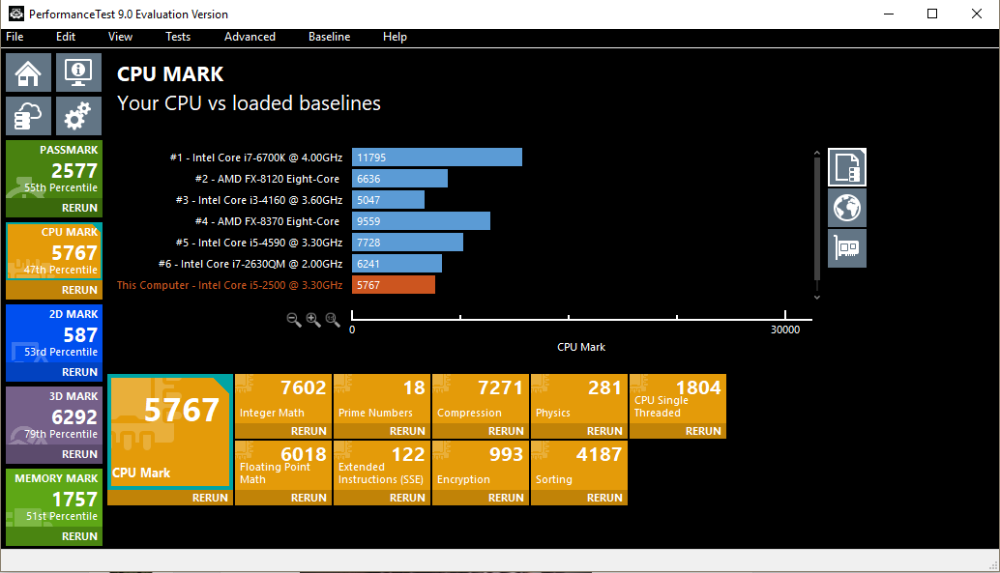 PerformanceTest 9.0 Evaluation Version
File Edit View Tests Advanced Baseline Help
CPU MARK
Your CPU vs loaded baselines
PASSMARK
2577
55th Percentile
RERUN
CPU MARK
5767
47th Percentile
RERUN
2D MARK
587
53rd Percentile
RERUN
3D MARK
6292
79th Percentile
RERUN
MEMORY MARK
1757
51st Percentile
RERUN
#1 - Intel Core i7-6700K @ 4.00GHz 11795
#2 - AMD FX-8120 Eight-Core 6636
#3 - Intel Core i3-4160 @ 3.60GHz 5047
#4 - AMD FX-8370 Eight-Core 9559
#5 - Intel Core i5-4590 @ 3.30GHz 7728
#6 - Intel Core i7-2630QM @ 2.00GHz 6241
This Computer - Intel Core i5-2500 @ 3.30GHz 5767
0 30000
CPU Mark
5767
CPU Mark
RERUN
7602
Integer Math
RERUN
18
Prime Numbers
RERUN
7271
Compression
RERUN
281
Physics
RERUN
1804
CPU Single
Threaded
RERUN
6018
Floating Point
Math
RERUN
122
Extended
Instructions (SSE)
RERUN
993
Encryption
RERUN
4187
Sorting
RERUN